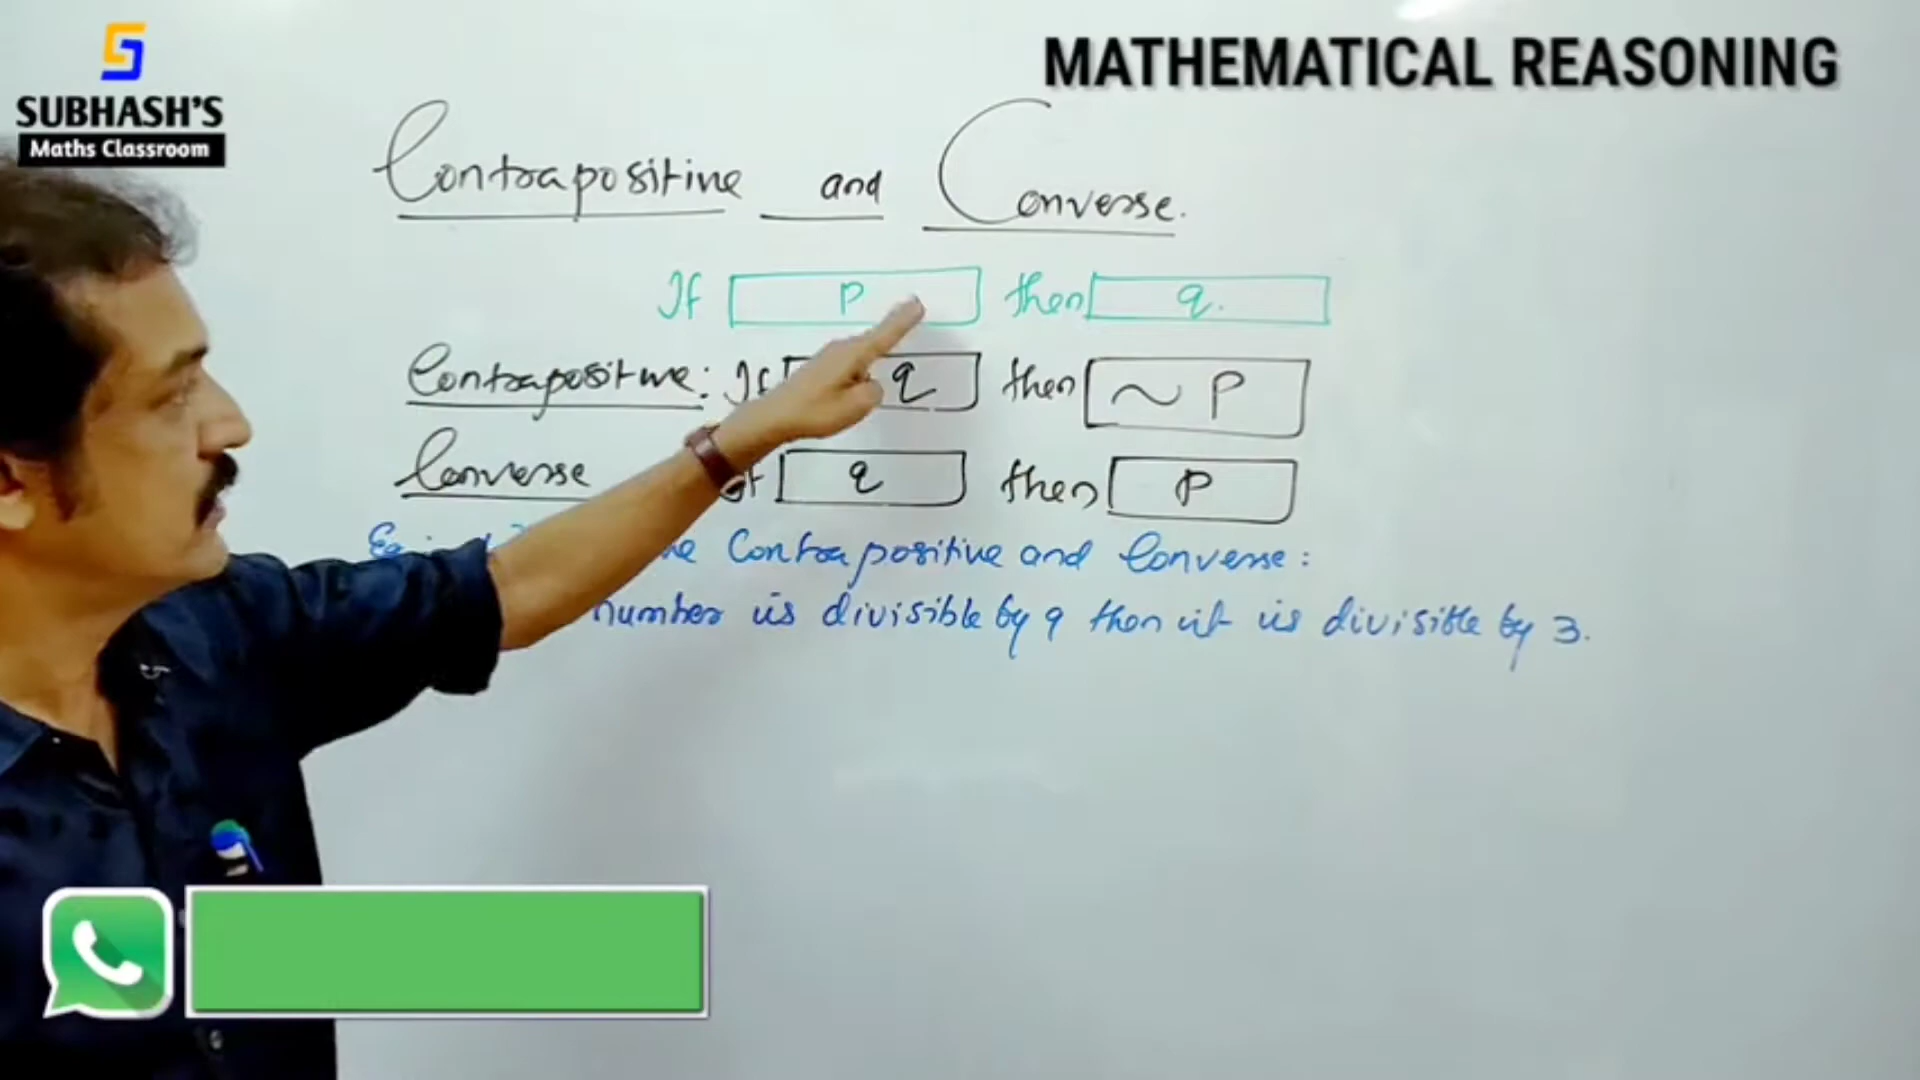 SUBHASH'S
Maths Classroom
MATHEMATICAL REASONING
Contrapositive and Converse.
If p then q.
Contrapositive: If q then ~ p
Converse q then p
Contrapositive and Converse:
number is divisible by 9 then it is divisible by 3.